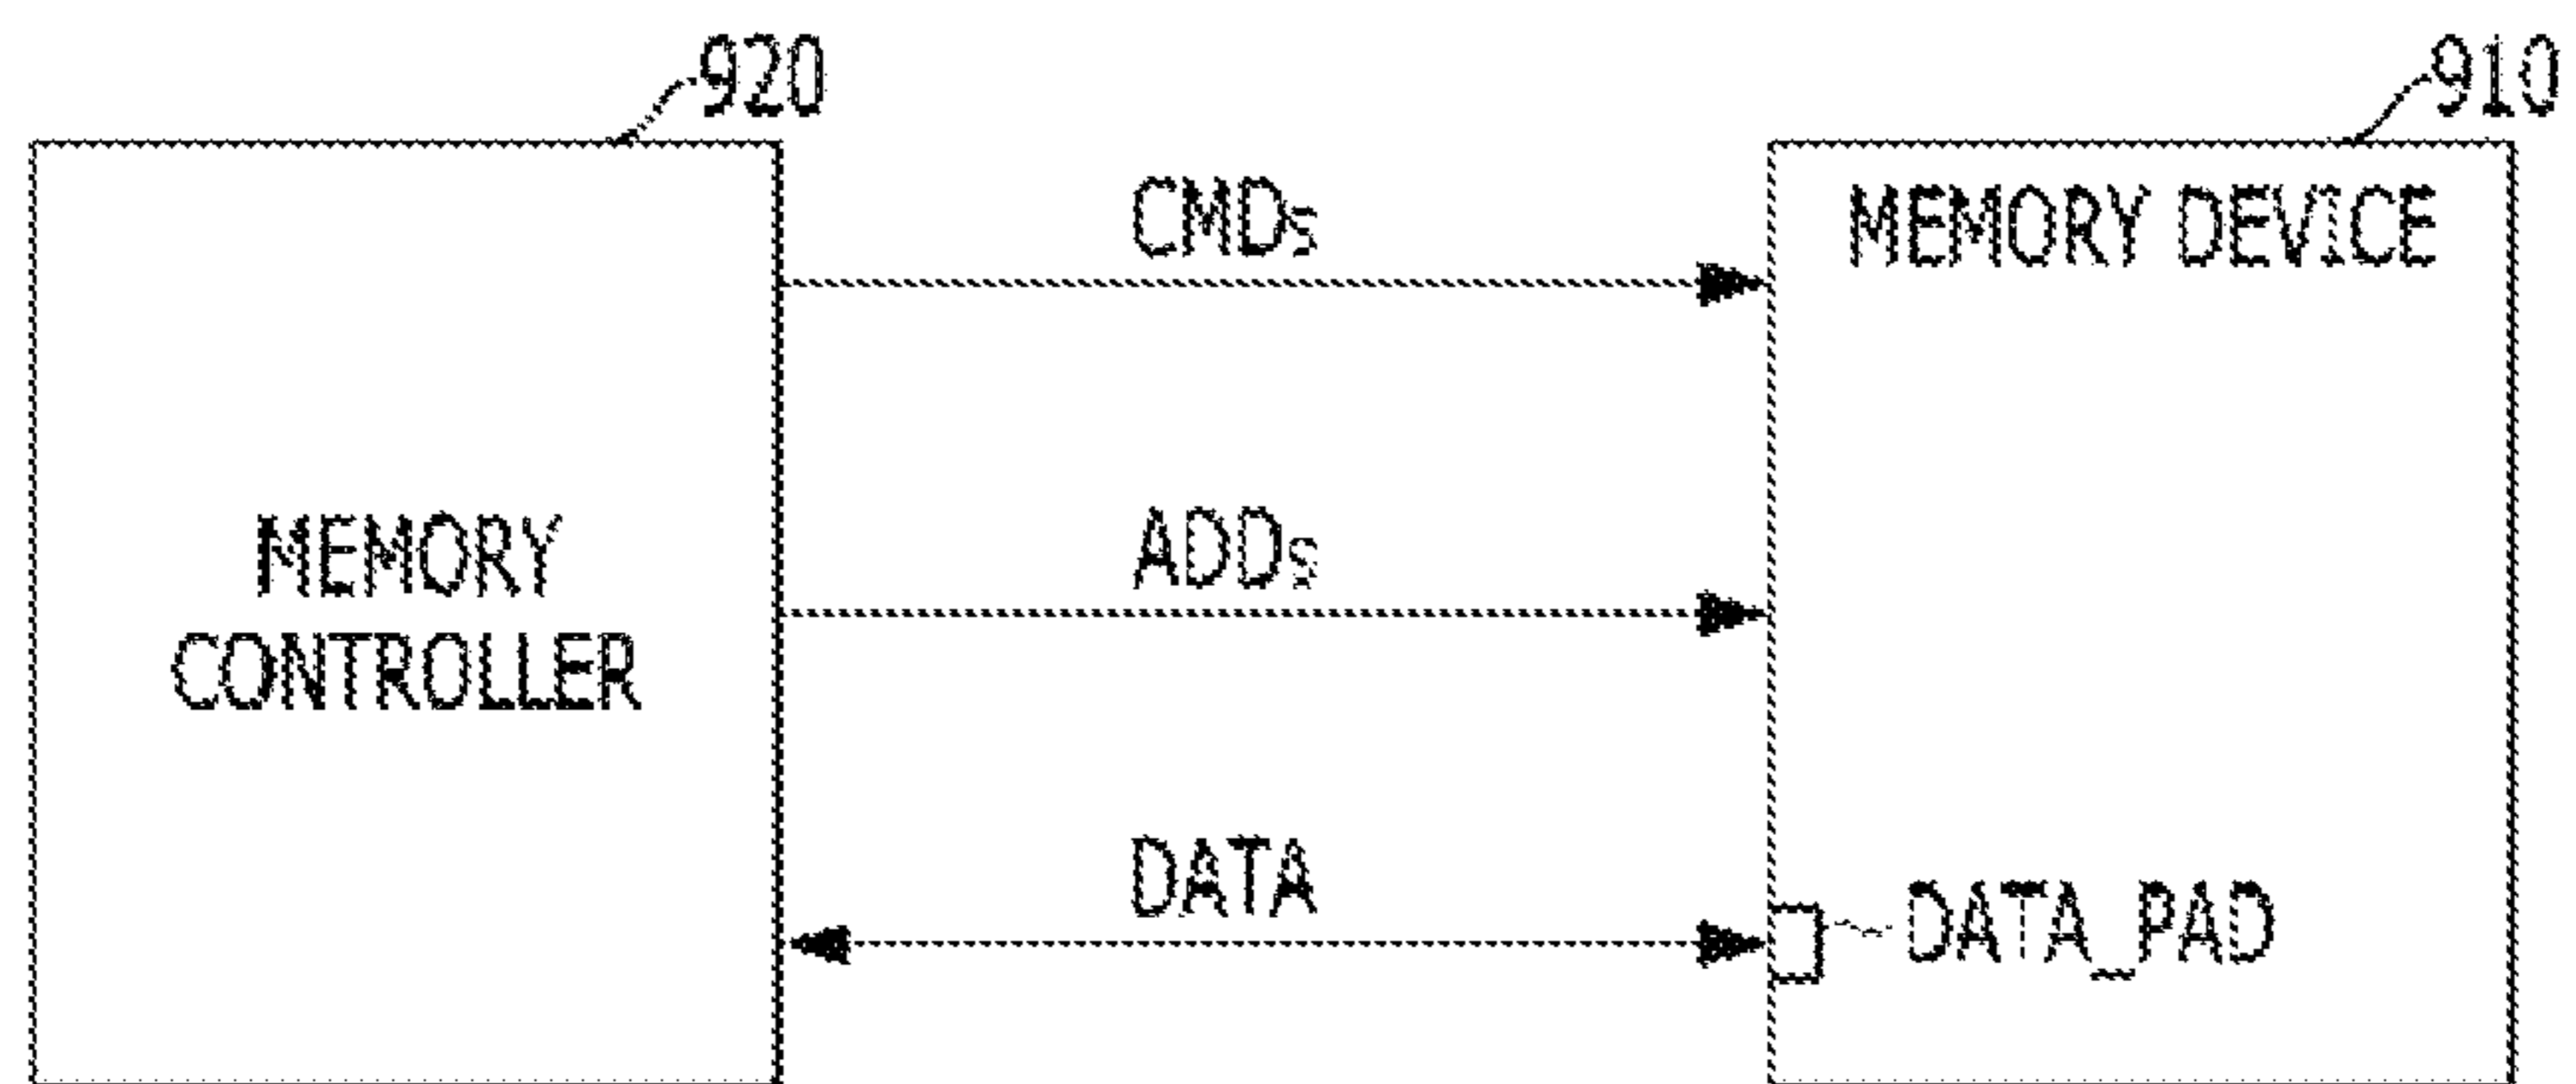 920
910
CMDs
MEMORY DEVICE
MEMORY
CONTROLLER
ADDs
DATA
DATA_PAD